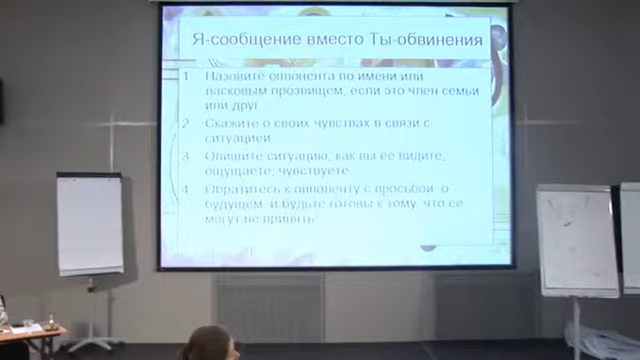 Я-сообщение вместо Ты-обвинения
1 Назовите оппонента по имени или
ласковым прозвищем, если это член семьи
или друг
2 Скажите о своих чувствах в связи с
ситуацией
3 Опишите ситуацию, как вы ее видите,
ощущаете, чувствуете
4 Обратитесь к оппоненту с просьбой о
будущем и будьте готовы к тому, что ее
могут не принять